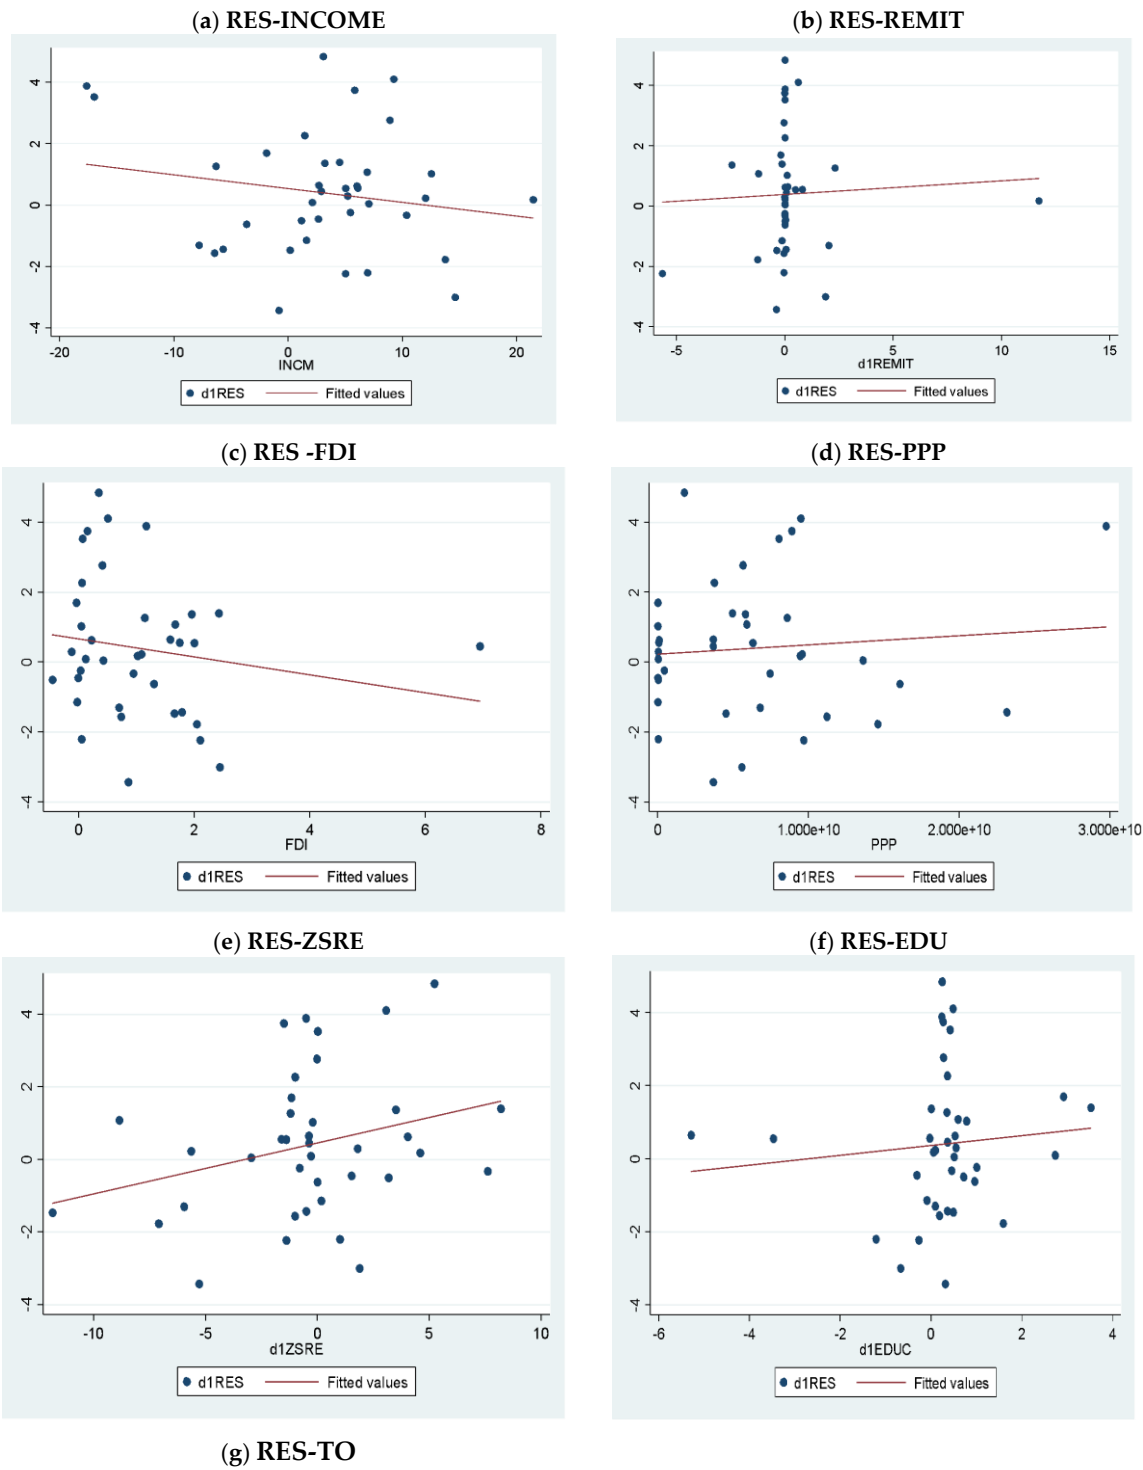 (a) RES-INCOME
4
2
0
-2
-4
-20 -10 0 10 20
INCM
d1RES Fitted values
(b) RES-REMIT
4
2
0
-2
-4
-5 0 5 10 15
d1REMIT
d1RES Fitted values
(c) RES -FDI
4
2
0
-2
-4
0 2 4 6 8
FDI
d1RES Fitted values
(d) RES-PPP
4
2
0
-2
-4
0 1.000e+10 2.000e+10 3.000e+10
PPP
d1RES Fitted values
(e) RES-ZSRE
4
2
0
-2
-4
-10 -5 0 5 10
d1ZSRE
d1RES Fitted values
(f) RES-EDU
4
2
0
-2
-4
-6 -4 -2 0 2 4
d1EDUC
d1RES Fitted values
(g) RES-TO